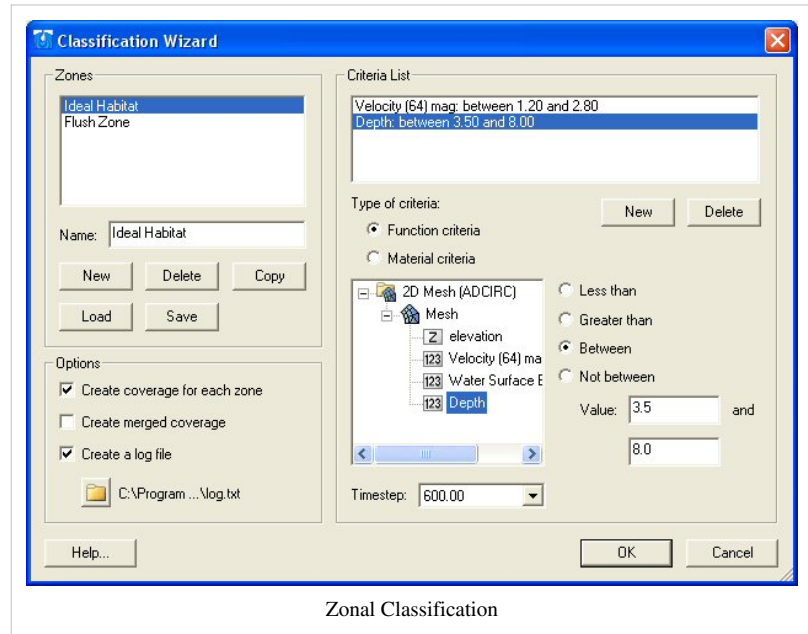 Classification Wizard
Zones
Ideal Habitat
Flush Zone
Name: Ideal Habitat
New Delete Copy
Load Save
Options
Create coverage for each zone
Create merged coverage
Create a log file
C:\Program ...\log.txt
Criteria List
Velocity (64) mag: between 1.20 and 2.80
Depth: between 3.50 and 8.00
Type of criteria:
New Delete
Function criteria
Material criteria
2D Mesh (ADCIRC)
Mesh
Z elevation
123 Velocity (64) ma
123 Water Surface E
123 Depth
Less than
Greater than
Between
Not between
Value: 3.5 and
8.0
Timestep: 600.00
Help... OK Cancel
Zonal Classification